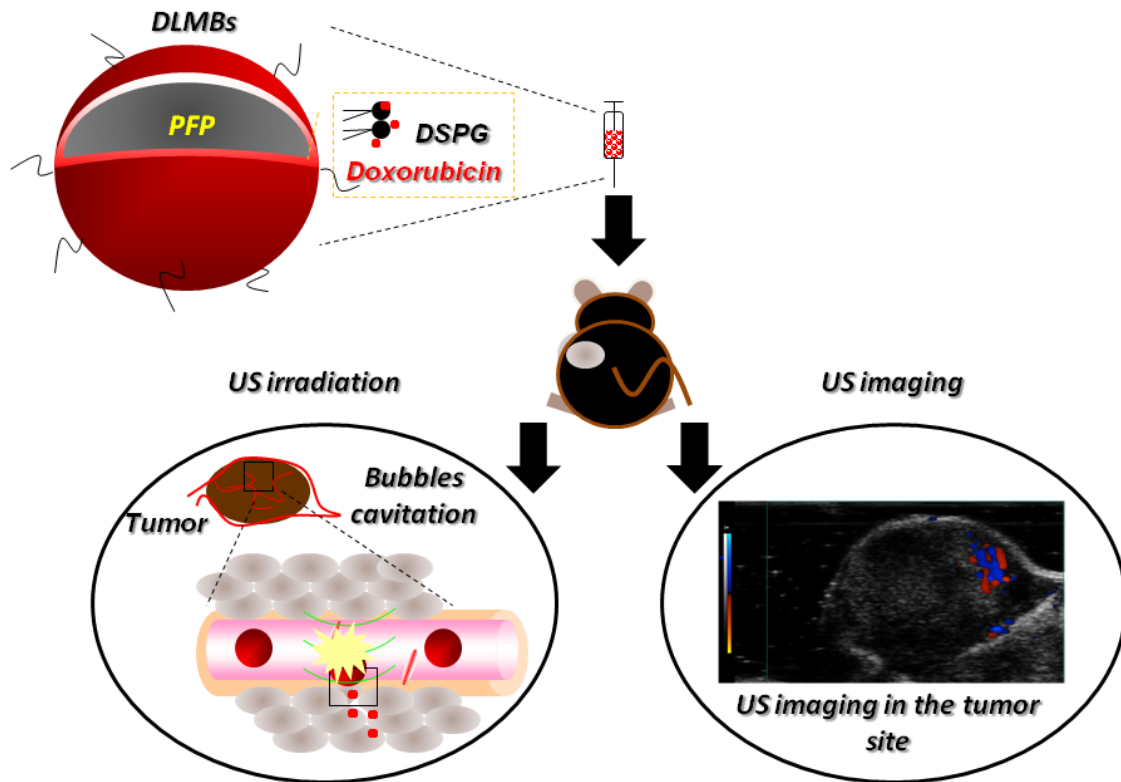 DLMBs
PFP
DSPG
Doxorubicin
US irradiation
US imaging
Bubbles
cavitation
Tumor
US imaging in the tumor
site